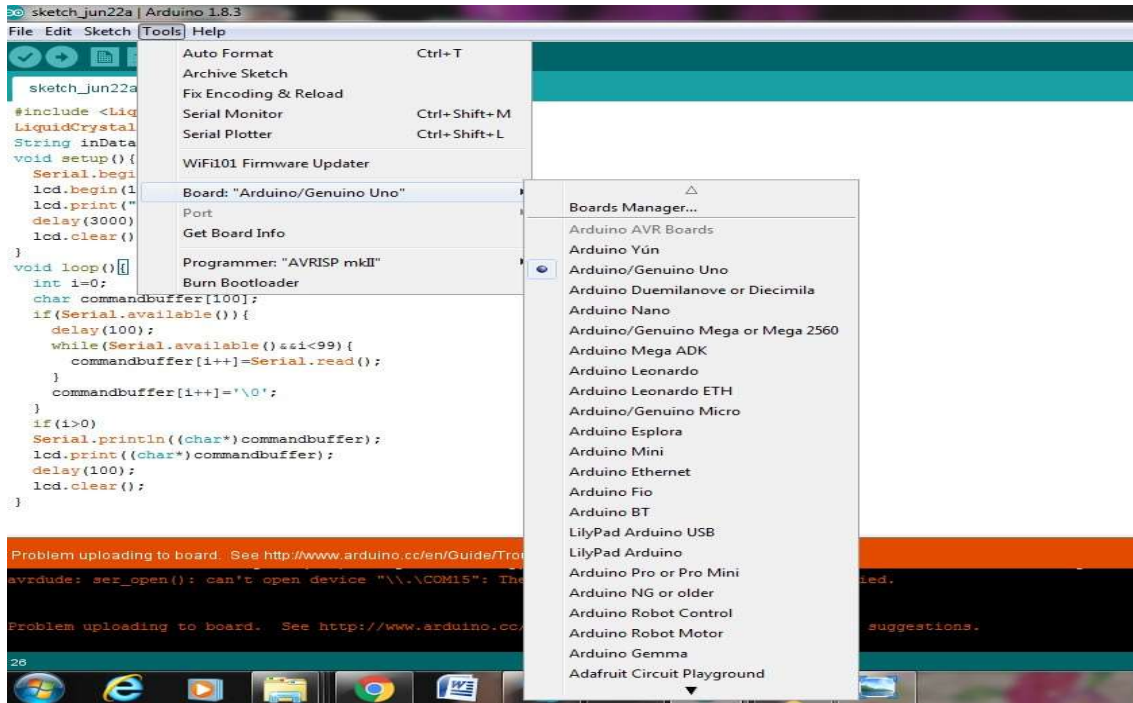 sketch_jun22a | Arduino 1.8.3
File Edit Sketch Tools Help
sketch_jun22a
#include <Liq
LiquidCrystal
String inData
void setup(){
Serial.begi
lcd.begin(1
lcd.print("
delay(3000)
lcd.clear()
}
void loop(){
int i=0;
char commandbuffer[100];
if(Serial.available()){
delay(100);
while(Serial.available()&&i<99){
commandbuffer[i++]=Serial.read();
}
commandbuffer[i++]='\0';
}
if(i>0)
Serial.println((char*)commandbuffer);
lcd.print((char*)commandbuffer);
delay(100);
lcd.clear();
}
Auto Format Ctrl+T
Archive Sketch
Fix Encoding & Reload
Serial Monitor Ctrl+Shift+M
Serial Plotter Ctrl+Shift+L
WiFi101 Firmware Updater
Board: "Arduino/Genuino Uno"
Port
Get Board Info
Programmer: "AVRISP mkII"
Burn Bootloader
Boards Manager...
Arduino AVR Boards
Arduino Yún
Arduino/Genuino Uno
Arduino Duemilanove or Diecimila
Arduino Nano
Arduino/Genuino Mega or Mega 2560
Arduino Mega ADK
Arduino Leonardo
Arduino Leonardo ETH
Arduino/Genuino Micro
Arduino Esplora
Arduino Mini
Arduino Ethernet
Arduino Fio
Arduino BT
LilyPad Arduino USB
LilyPad Arduino
Arduino Pro or Pro Mini
Arduino NG or older
Arduino Robot Control
Arduino Robot Motor
Arduino Gemma
Adafruit Circuit Playground
Problem uploading to board. See http://www.arduino.cc/en/Guide/Tro
avrdude: ser_open(): can't open device "\\.\COM15": The ied.
Problem uploading to board. See http://www.arduino.cc/ suggestions.
26